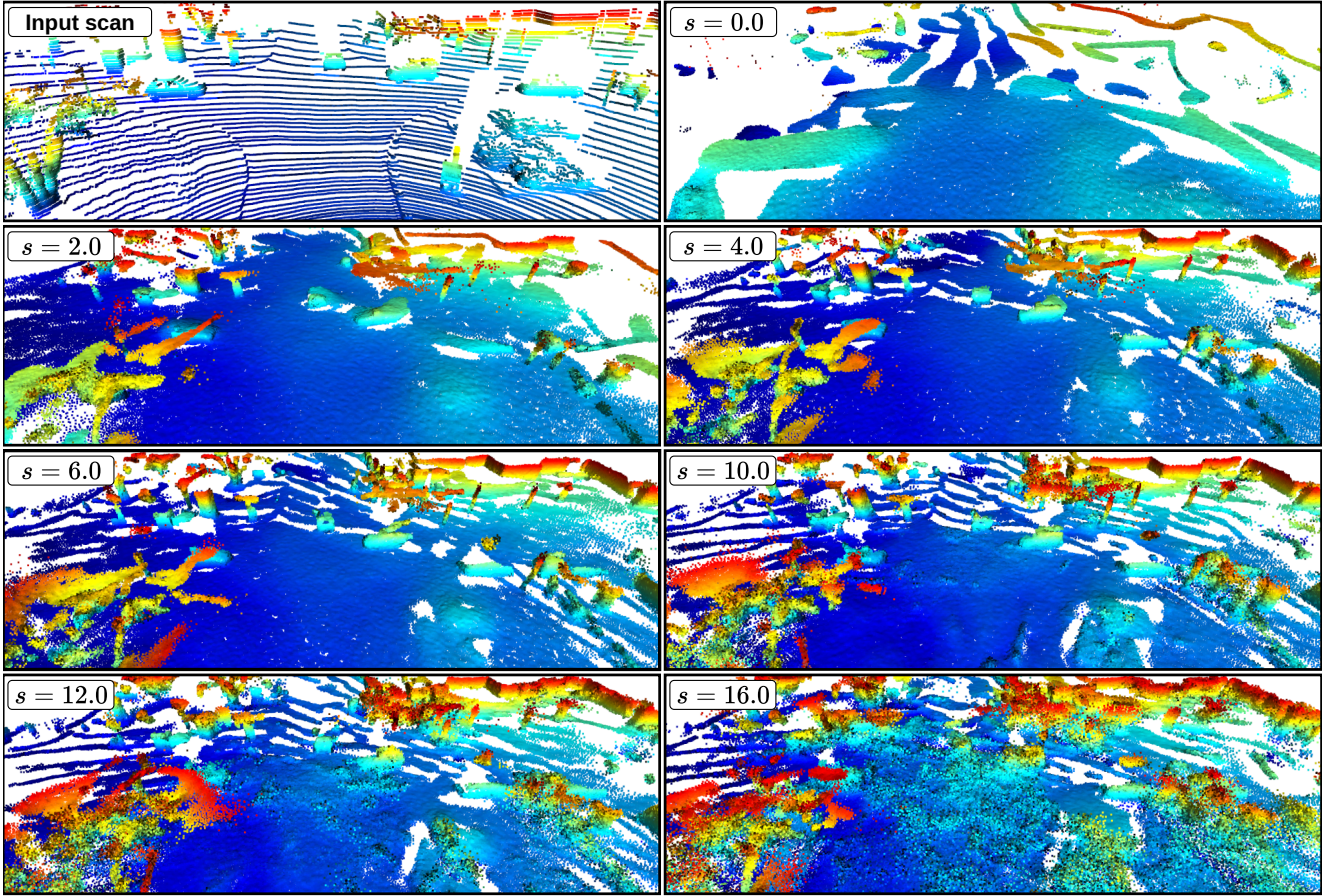 Input scan
s = 0.0
s = 2.0
s = 4.0
s = 6.0
s = 10.0
s = 12.0
s = 16.0